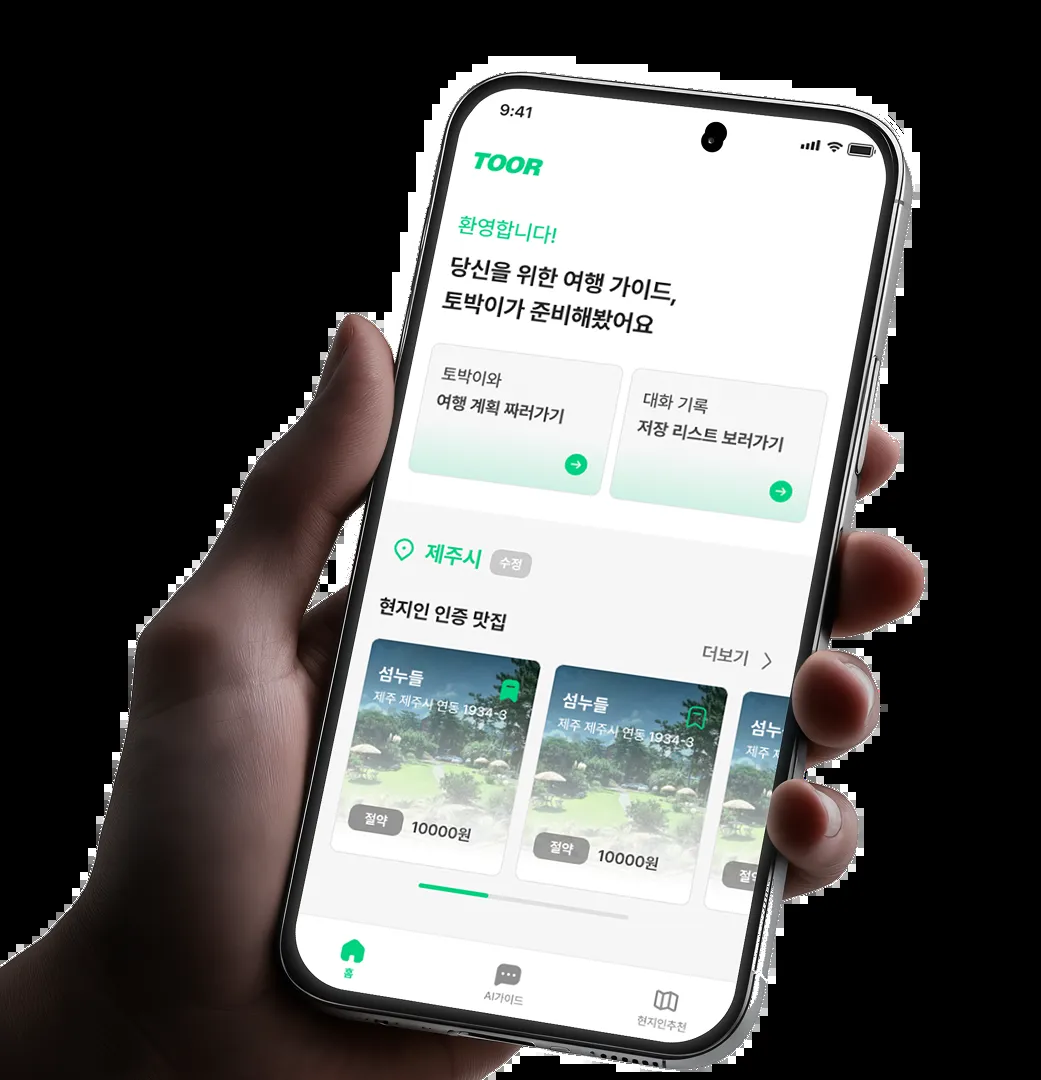 9:41
TOOR
환영합니다!
당신을 위한 여행 가이드,
토박이가 준비해봤어요
토박이와
여행 계획 짜러가기
대화 기록
저장 리스트 보러가기
제주시
수정
현지인 인증 맛집
더보기
섬누들
제주 제주시 연동 1934-3
절약
10000원
섬누들
제주 제주시 연동 1934-3
절약
10000원
섬누
제주
홈
AI가이드
현지인추천